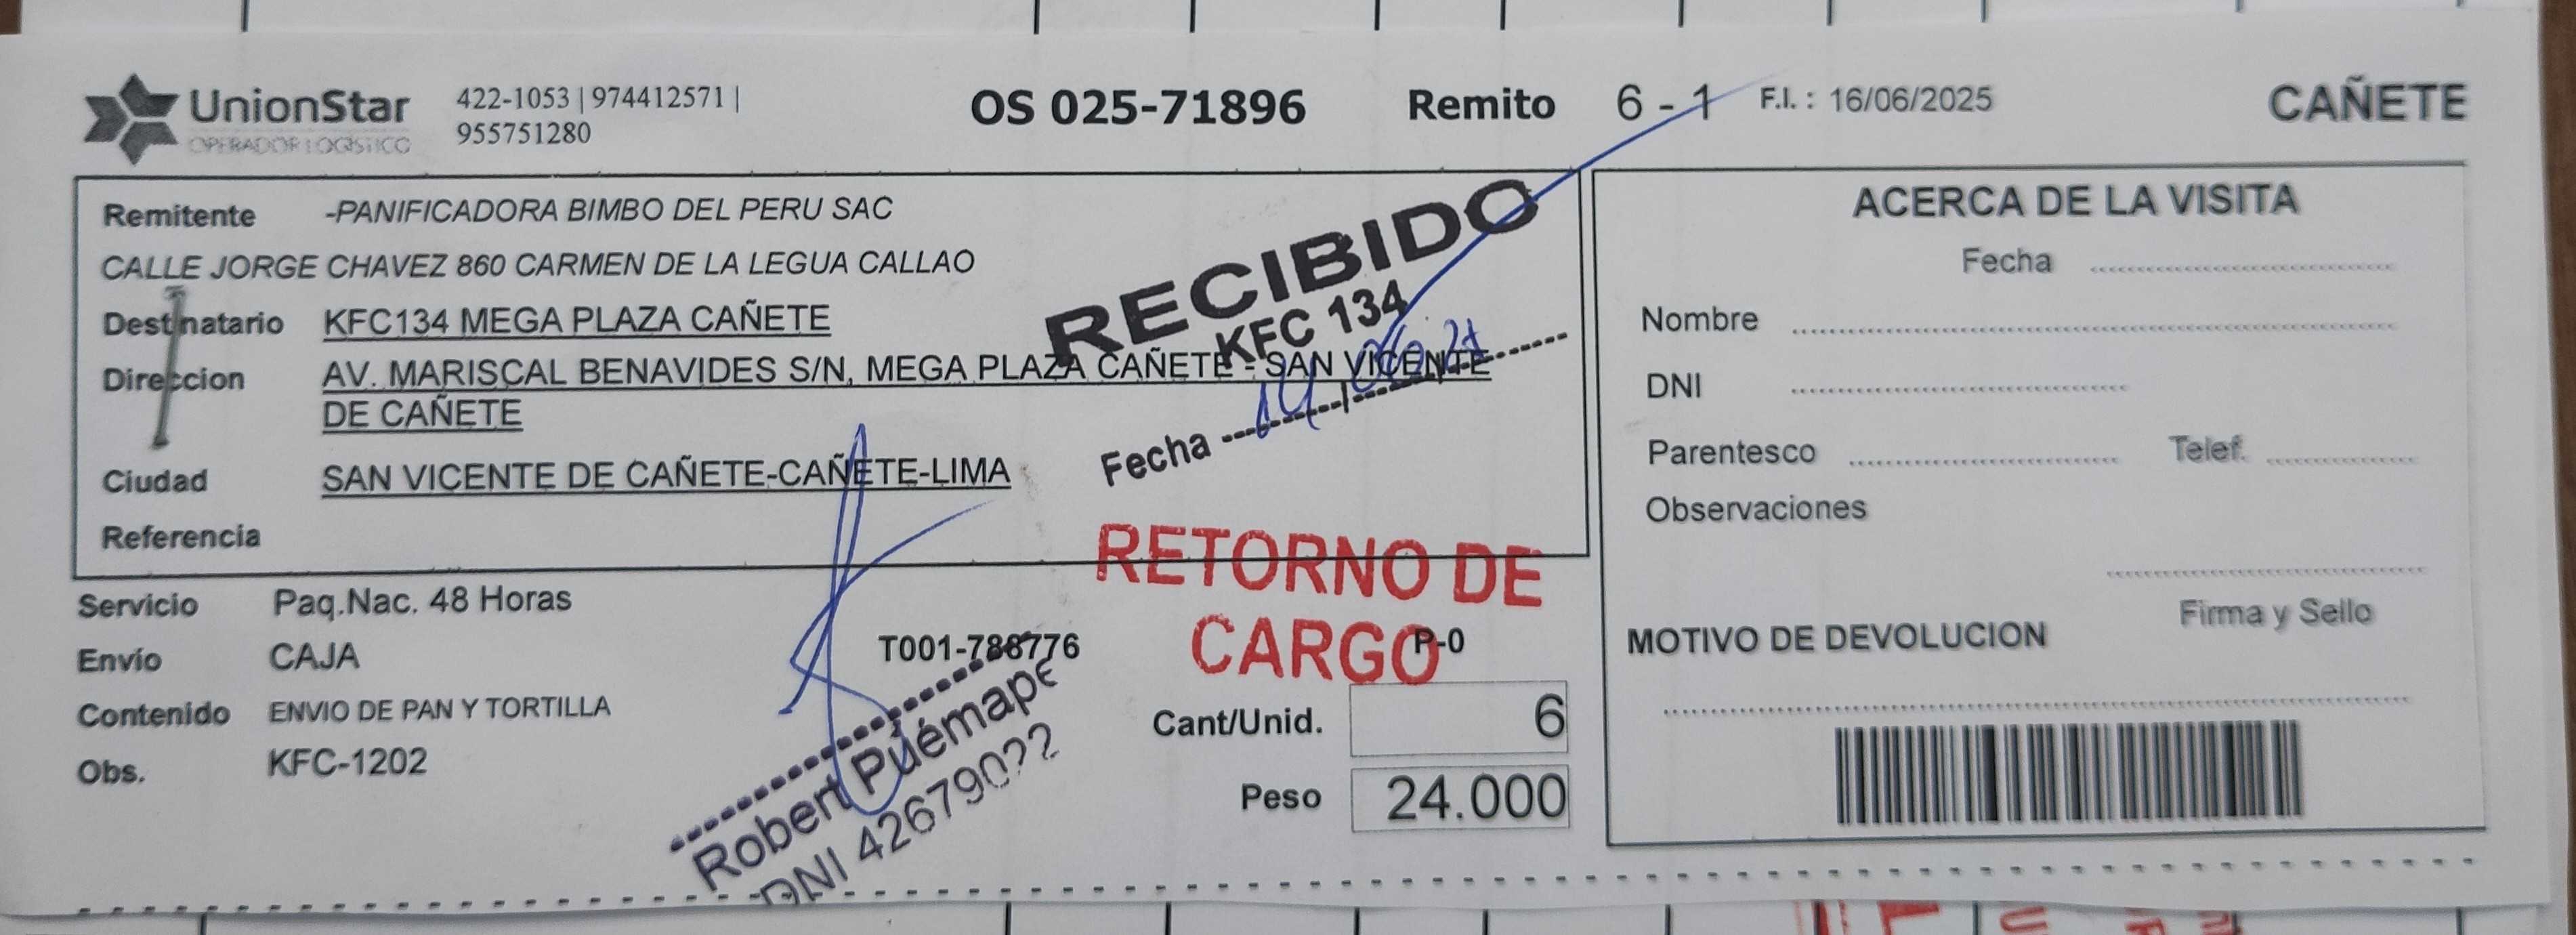 UnionStar
OPERADOR LOGISTICO
422-1053 | 974412571 |
955751280
OS 025-71896
Remito 6 - 1
F.I. : 16/06/2025
CAÑETE
Remitente -PANIFICADORA BIMBO DEL PERU SAC
CALLE JORGE CHAVEZ 860 CARMEN DE LA LEGUA CALLAO
Destinatario KFC134 MEGA PLAZA CAÑETE
Direccion AV. MARISCAL BENAVIDES S/N, MEGA PLAZA CAÑETE - SAN VICENTE
DE CAÑETE
Ciudad SAN VICENTE DE CAÑETE-CAÑETE-LIMA
Referencia
RECIBIDO
KFC 134
Fecha
Servicio Paq.Nac. 48 Horas
Envío CAJA
T001-788776
Contenido ENVIO DE PAN Y TORTILLA
Obs. KFC-1202
RETORNO DE
CARGO
P-0
Cant/Unid. 6
Peso 24.000
Robert Puémape
DNI 42679022
ACERCA DE LA VISITA
Fecha
Nombre
DNI
Parentesco Telef.
Observaciones
Firma y Sello
MOTIVO DE DEVOLUCION